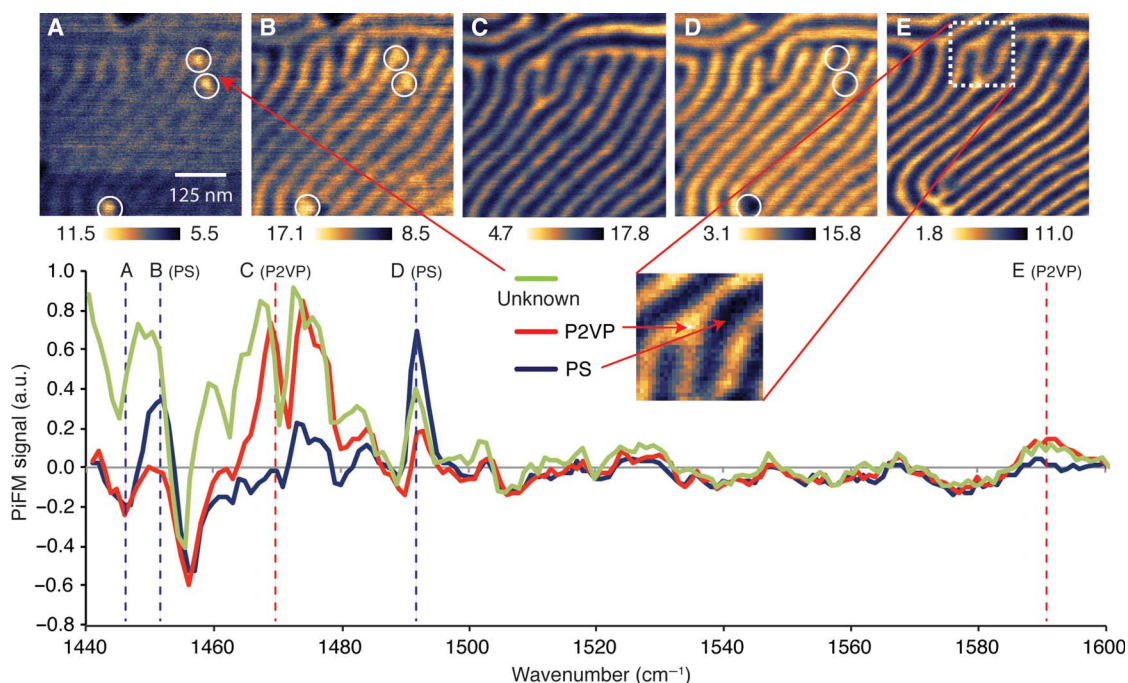 A
B
C
D
E
125 nm
11.5 5.5
17.1 8.5
4.7 17.8
3.1 15.8
1.8 11.0
A
B (PS)
C (P2VP)
D (PS)
E (P2VP)
Unknown
P2VP
PS
1.0
0.8
0.6
0.4
0.2
0.0
−0.2
−0.4
−0.6
−0.8
PiFM signal (a.u.)
1440 1460 1480 1500 1520 1540 1560 1580 1600
Wavenumber (cm⁻¹)